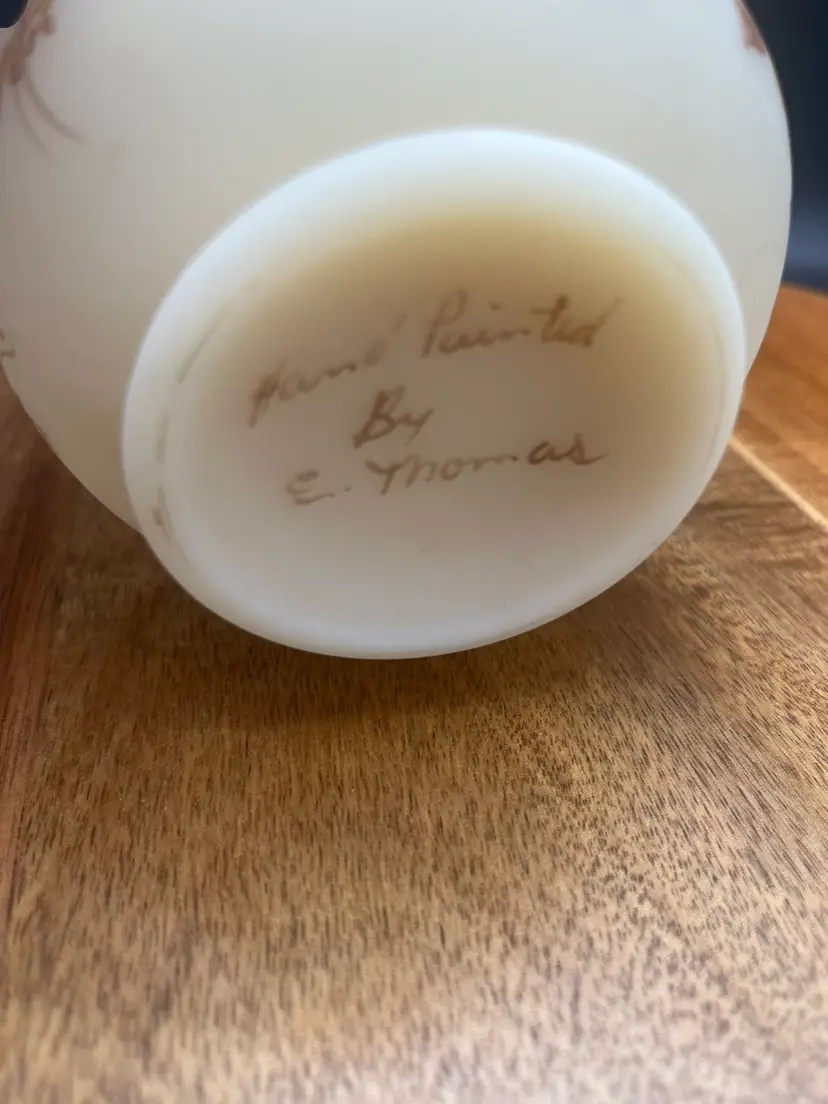 Hand Painted
By
E. Thomas